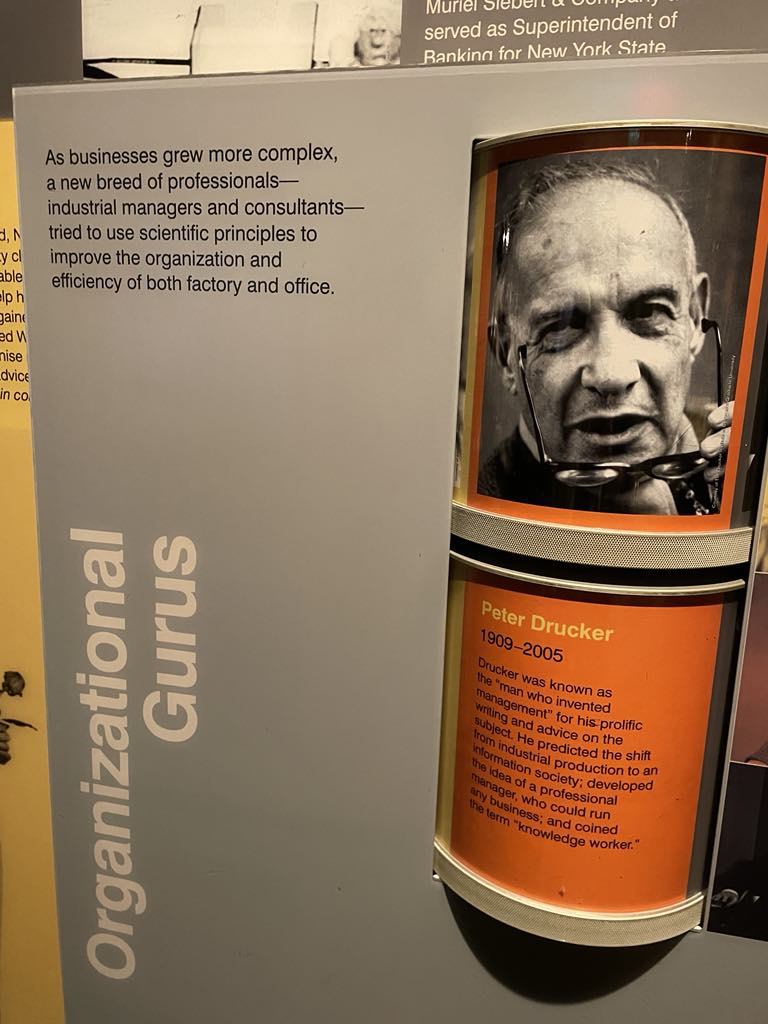 Muriel Siebert & Company
served as Superintendent of
Banking for New York State
As businesses grew more complex,
a new breed of professionals—
industrial managers and consultants—
tried to use scientific principles to
improve the organization and
efficiency of both factory and office.
Organizational
Gurus
Peter Drucker
1909–2005
Drucker was known as
the “man who invented
management” for his prolific
writing and advice on the
subject. He predicted the shift
from industrial production to an
information society; developed
the idea of a professional
manager, who could run
any business; and coined
the term “knowledge worker.”